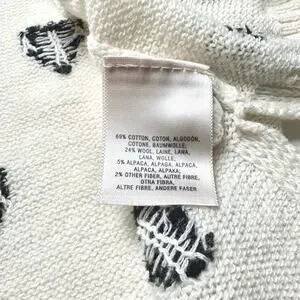 69% COTTON, COTON, ALGODÓN,
COTONE, BAUMWOLLE;
24% WOOL, LAINE, LANA,
LANA, WOLLE;
5% ALPACA, ALPAGA, ALPACA,
ALPACA, ALPAKA;
2% OTHER FIBER, AUTRE FIBRE,
OTRA FIBRA,
ALTRE FIBRE, ANDERE FASER